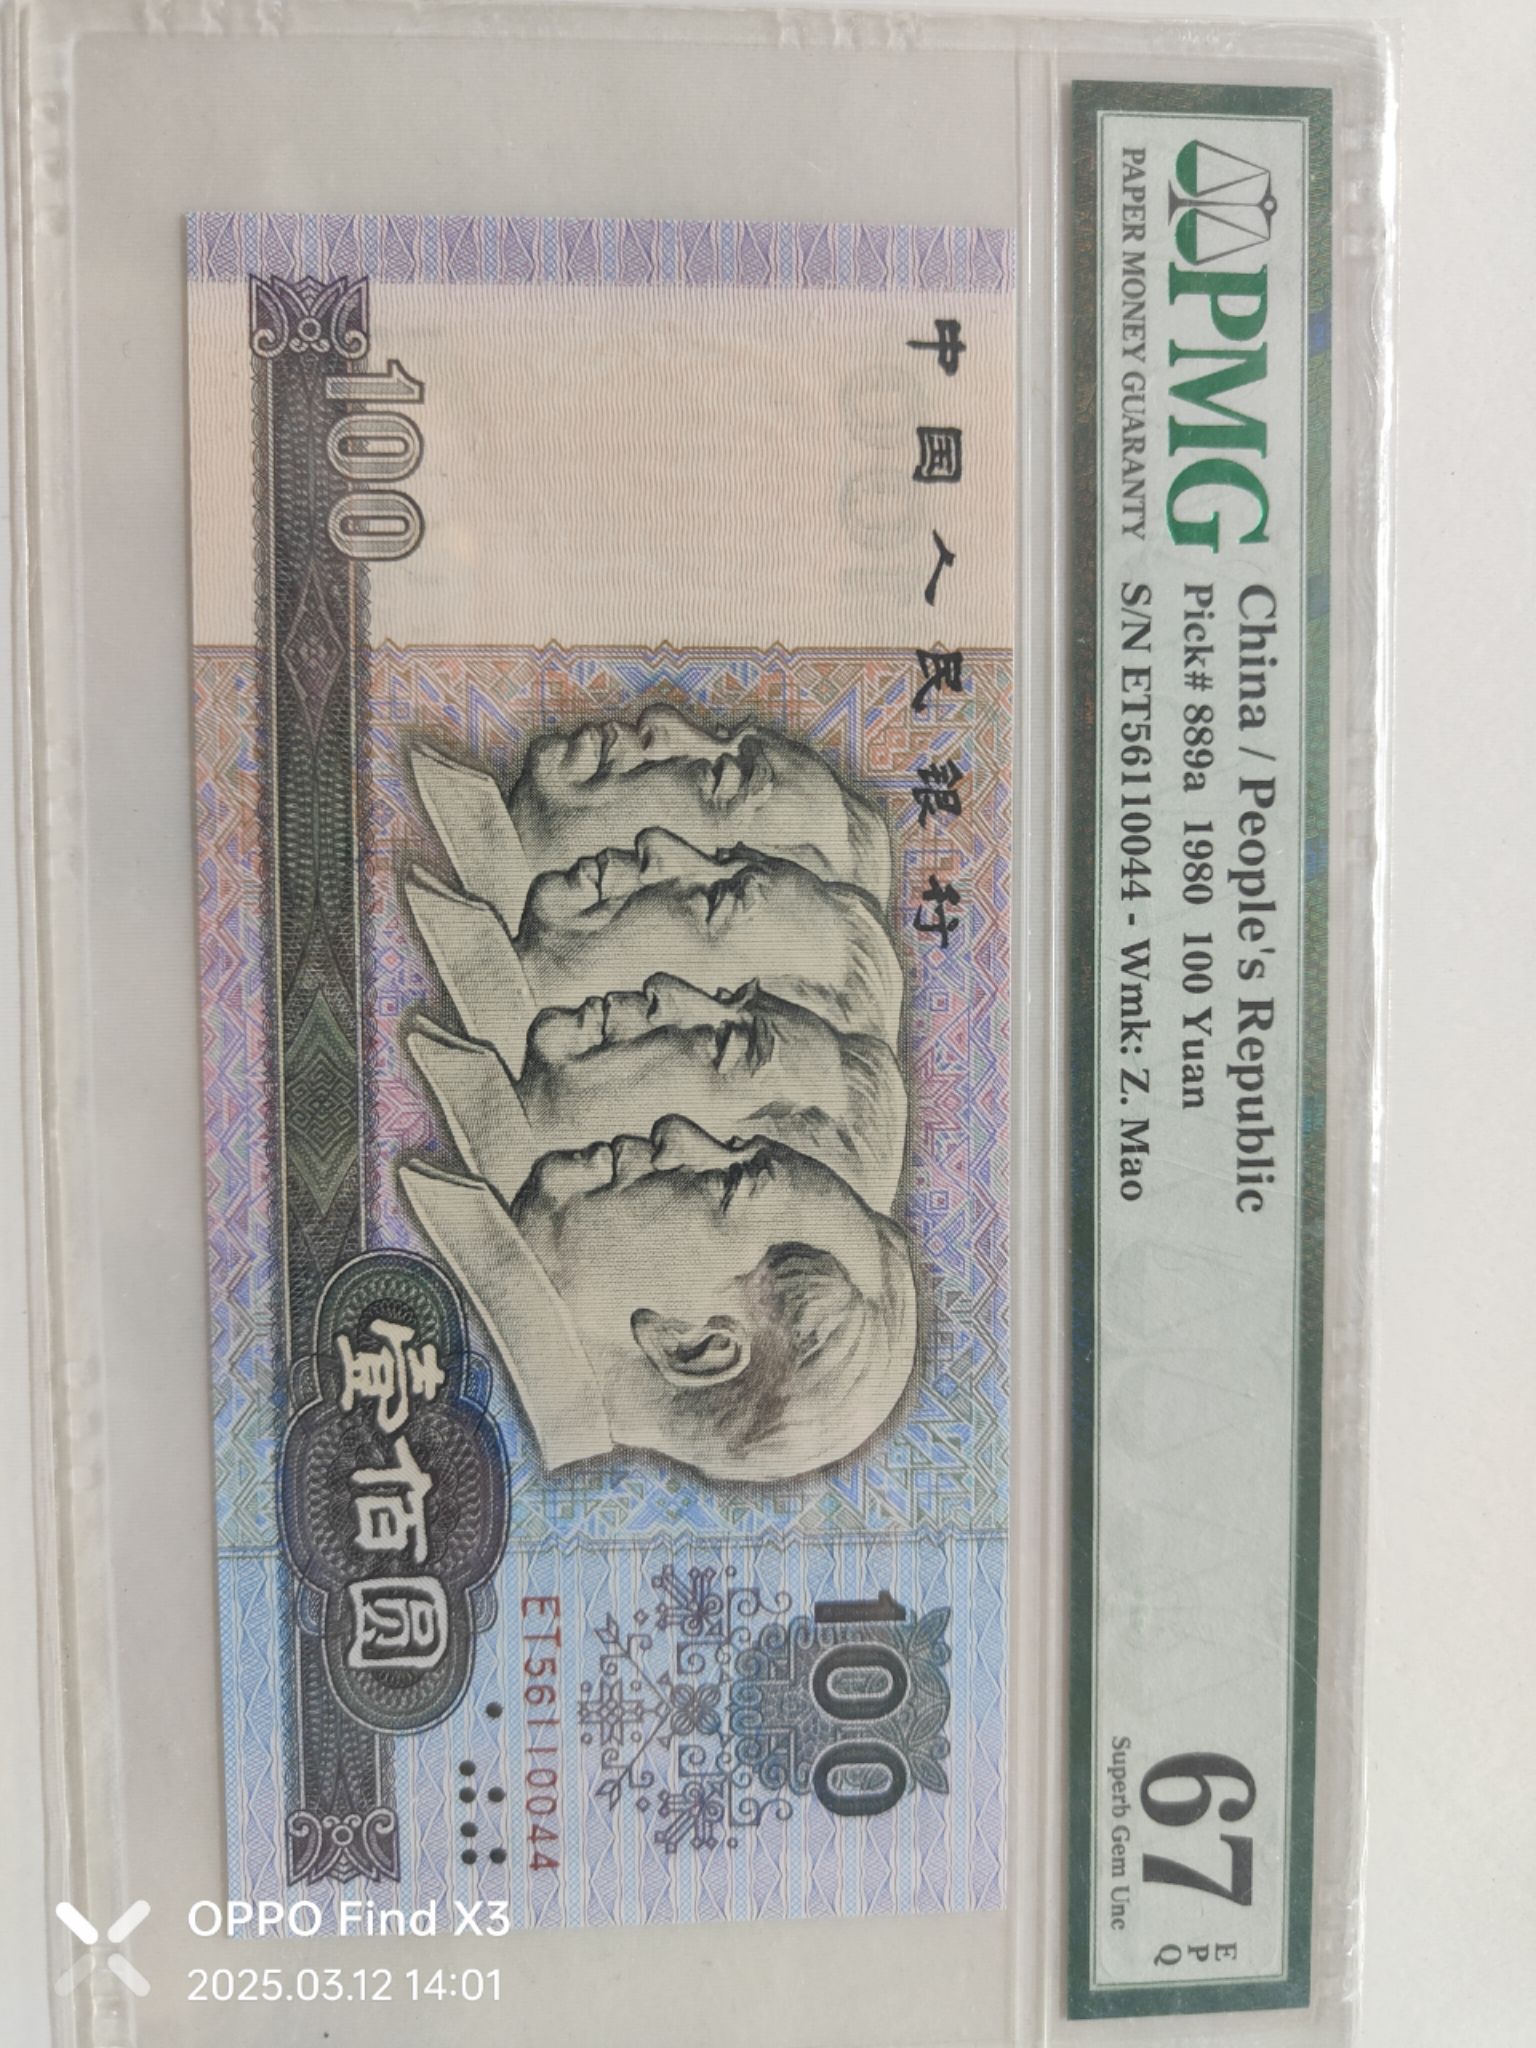 PMG
PAPER MONEY GUARANTY
China / People's Republic
Pick# 889a 1980 100 Yuan
S/N ET56110044 - Wmk: Z. Mao
67
EPQ
Superb Gem Unc
中国人民银行
100
100
ET56110044
壹佰圆
OPPO Find X3
2025.03.12 14:01